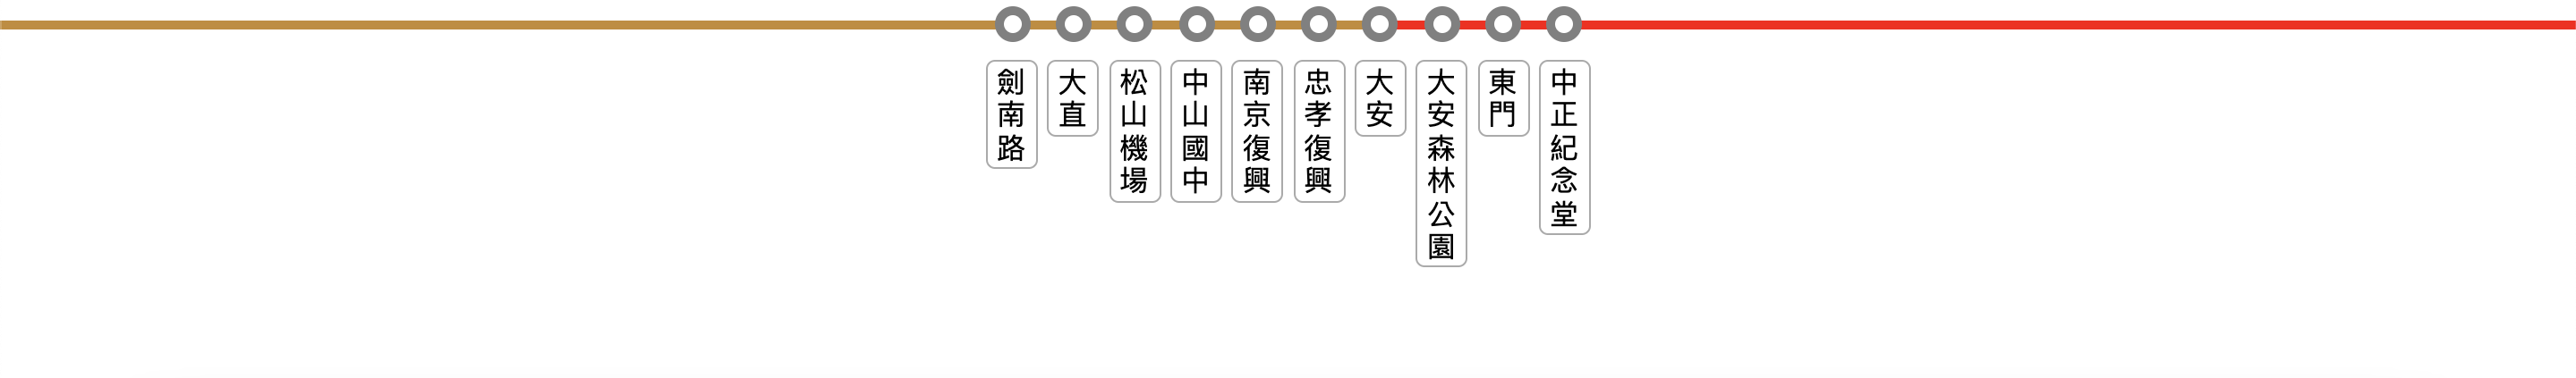 劍南路
大直
松山機場
中山國中
南京復興
忠孝復興
大安
大安森林公園
東門
中正紀念堂